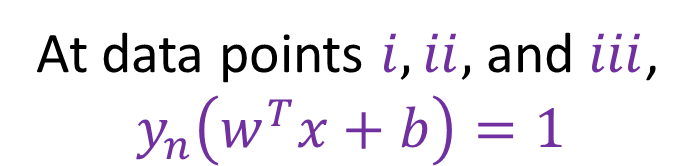 At data points i, ii, and iii,
yₙ(wᵀx + b) = 1